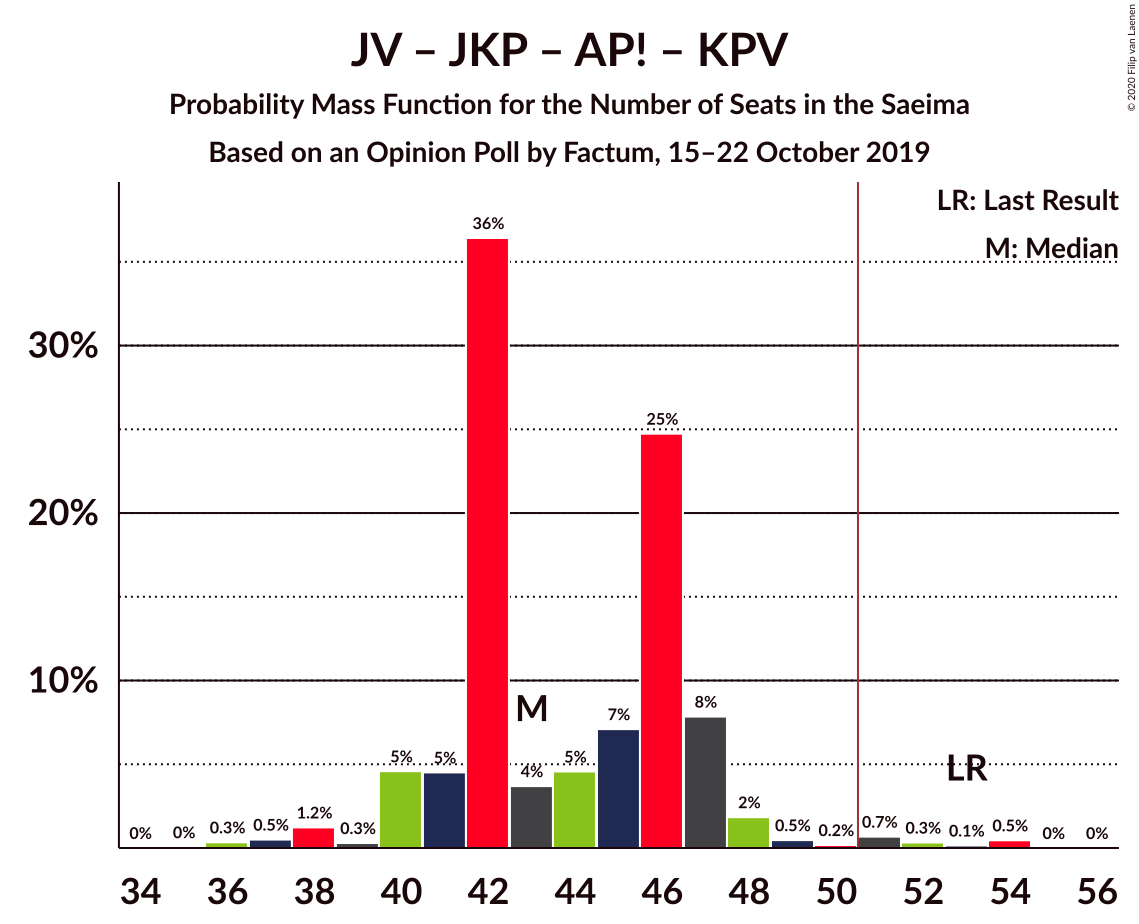 JV – JKP – AP! – KPV
Probability Mass Function for the Number of Seats in the Saeima
Based on an Opinion Poll by Factum, 15–22 October 2019
© 2020 Filip van Laenen
LR: Last Result
M: Median
30%
20%
10%
0% 0% 0.3% 0.5% 1.2% 0.3% 5% 5% 36% 4% 5% 7% 25% 8% 2% 0.5% 0.2% 0.7% 0.3% 0.1% 0.5% 0% 0%
M
LR
34 36 38 40 42 44 46 48 50 52 54 56